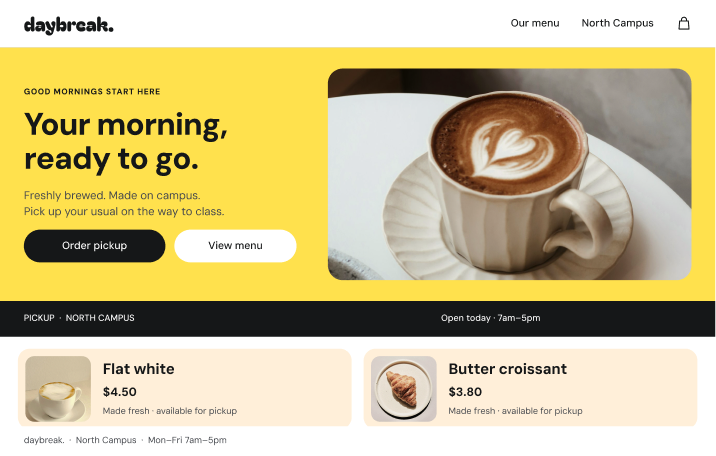 daybreak.
Our menu
North Campus
GOOD MORNINGS START HERE
Your morning,
ready to go.
Freshly brewed. Made on campus.
Pick up your usual on the way to class.
Order pickup
View menu
PICKUP · NORTH CAMPUS
Open today · 7am–5pm
Flat white
$4.50
Made fresh · available for pickup
Butter croissant
$3.80
Made fresh · available for pickup
daybreak. · North Campus · Mon–Fri 7am–5pm